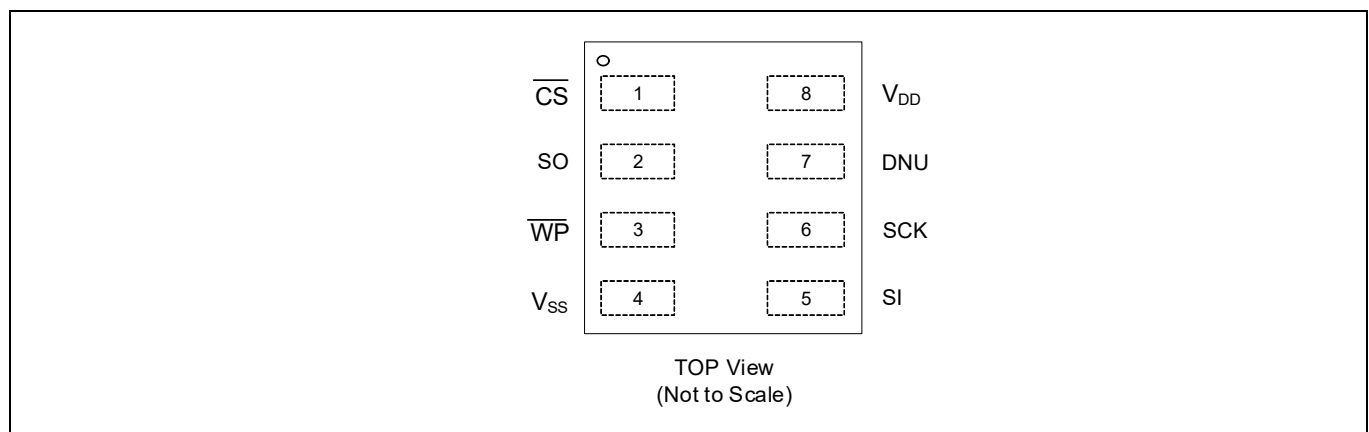 CS 1 8 VDD
SO 2 7 DNU
WP 3 6 SCK
VSS 4 5 SI
TOP View
(Not to Scale)